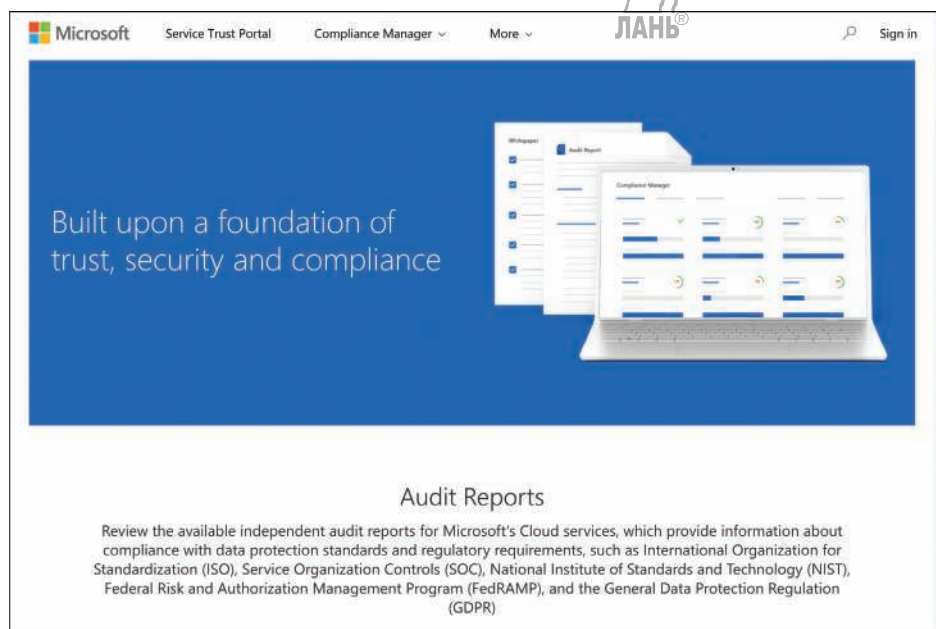 Microsoft Service Trust Portal Compliance Manager More Sign in
ЛАНЬ®
Whitepaper
Audit Report
Compliance Manager
Built upon a foundation of
trust, security and compliance
Audit Reports
Review the available independent audit reports for Microsoft's Cloud services, which provide information about
compliance with data protection standards and regulatory requirements, such as International Organization for
Standardization (ISO), Service Organization Controls (SOC), National Institute of Standards and Technology (NIST),
Federal Risk and Authorization Management Program (FedRAMP), and the General Data Protection Regulation
(GDPR)